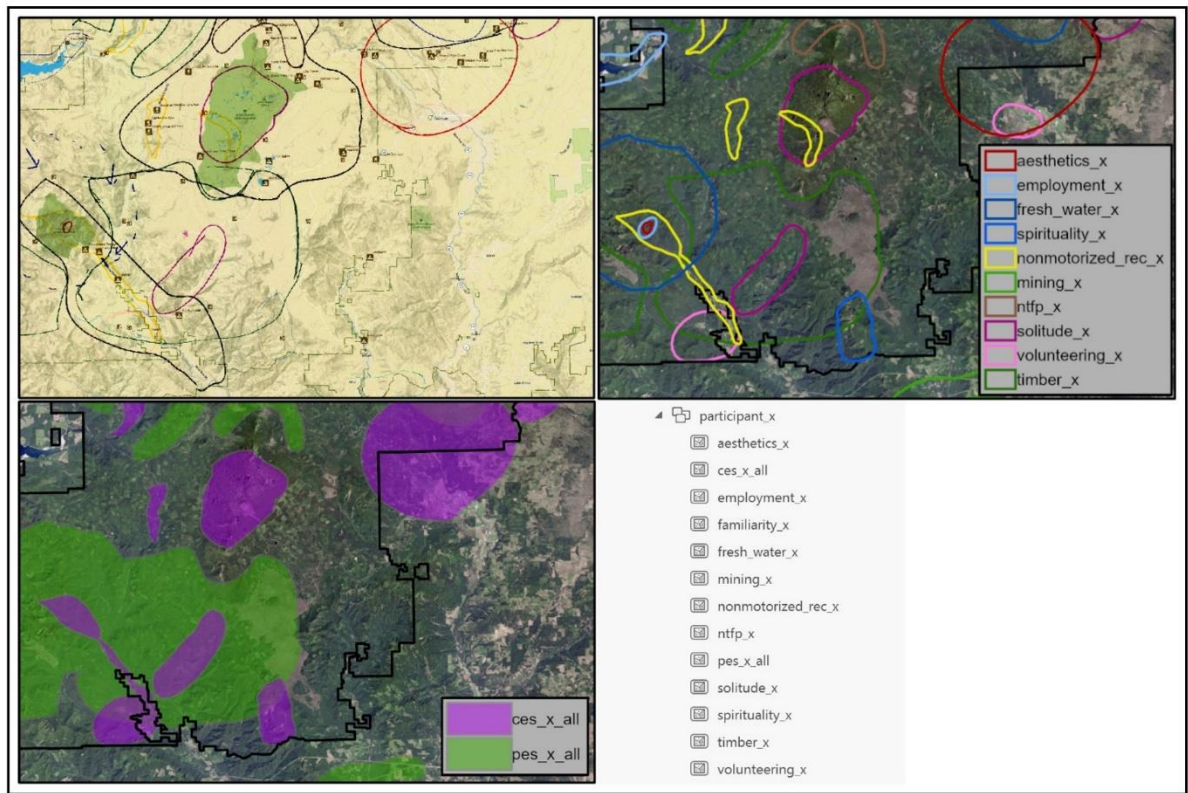 aesthetics_x
employment_x
fresh_water_x
spirituality_x
nonmotorized_rec_x
mining_x
ntfp_x
solitude_x
volunteering_x
timber_x
ces_x_all
pes_x_all
participant_x
aesthetics_x
ces_x_all
employment_x
familiarity_x
fresh_water_x
mining_x
nonmotorized_rec_x
ntfp_x
pes_x_all
solitude_x
spirituality_x
timber_x
volunteering_x